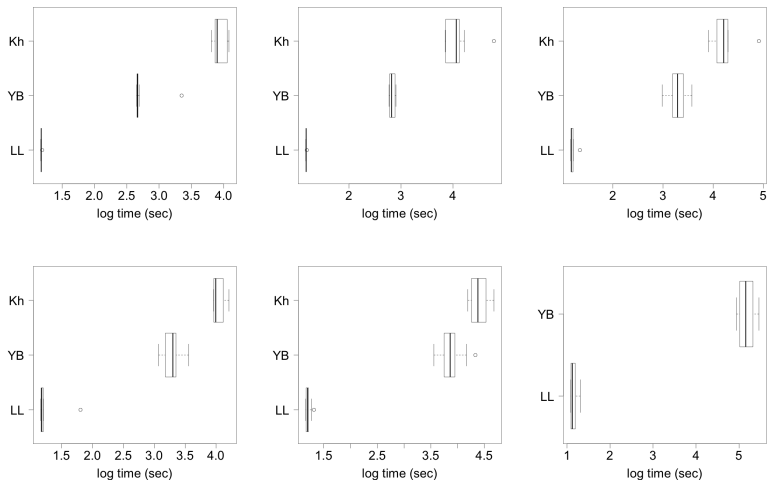 Kh
YB
LL
1.5 2.0 2.5 3.0 3.5 4.0
log time (sec)
Kh
YB
LL
2 3 4
log time (sec)
Kh
YB
LL
2 3 4 5
log time (sec)
Kh
YB
LL
1.5 2.0 2.5 3.0 3.5 4.0
log time (sec)
Kh
YB
LL
1.5 2.5 3.5 4.5
log time (sec)
YB
LL
1 2 3 4 5
log time (sec)